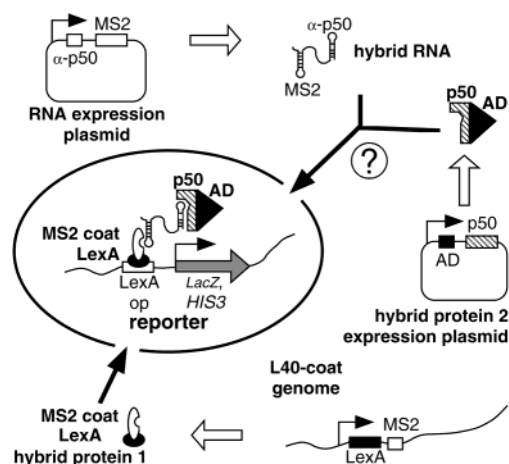 MS2
α-p50
RNA expression
plasmid
α-p50
hybrid RNA
MS2
p50
AD
?
p50
AD
MS2 coat
LexA
LexA
op
LacZ,
HIS3
reporter
p50
AD
hybrid protein 2
expression plasmid
L40-coat
genome
MS2 coat
LexA
hybrid protein 1
MS2
LexA